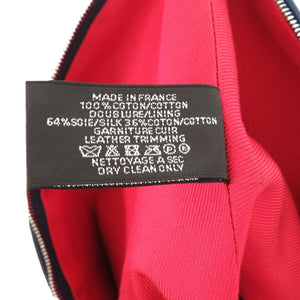 MADE IN FRANCE
100%COTON/COTTON
DOUBLURE/LINING
64%SOIE/SILK 36%COTON/COTTON
GARNITURE CUIR
LEATHER TRIMMING
NETTOYAGE A SEC
DRY CLEAN ONLY